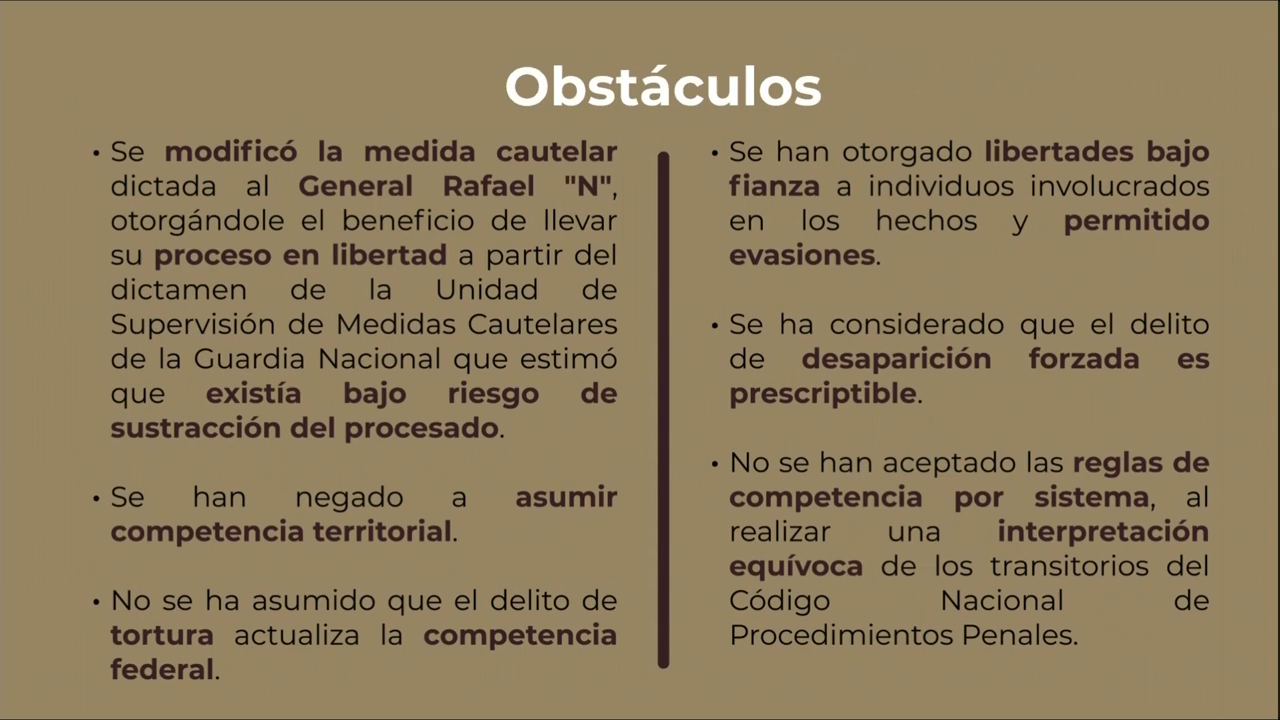 Obstáculos
• Se modificó la medida cautelar
dictada al General Rafael "N",
otorgándole el beneficio de llevar
su proceso en libertad a partir del
dictamen de la Unidad de
Supervisión de Medidas Cautelares
de la Guardia Nacional que estimó
que existía bajo riesgo de
sustracción del procesado.
• Se han negado a asumir
competencia territorial.
• No se ha asumido que el delito de
tortura actualiza la competencia
federal.
• Se han otorgado libertades bajo
fianza a individuos involucrados
en los hechos y permitido
evasiones.
• Se ha considerado que el delito
de desaparición forzada es
prescriptible.
• No se han aceptado las reglas de
competencia por sistema, al
realizar una interpretación
equívoca de los transitorios del
Código Nacional de
Procedimientos Penales.